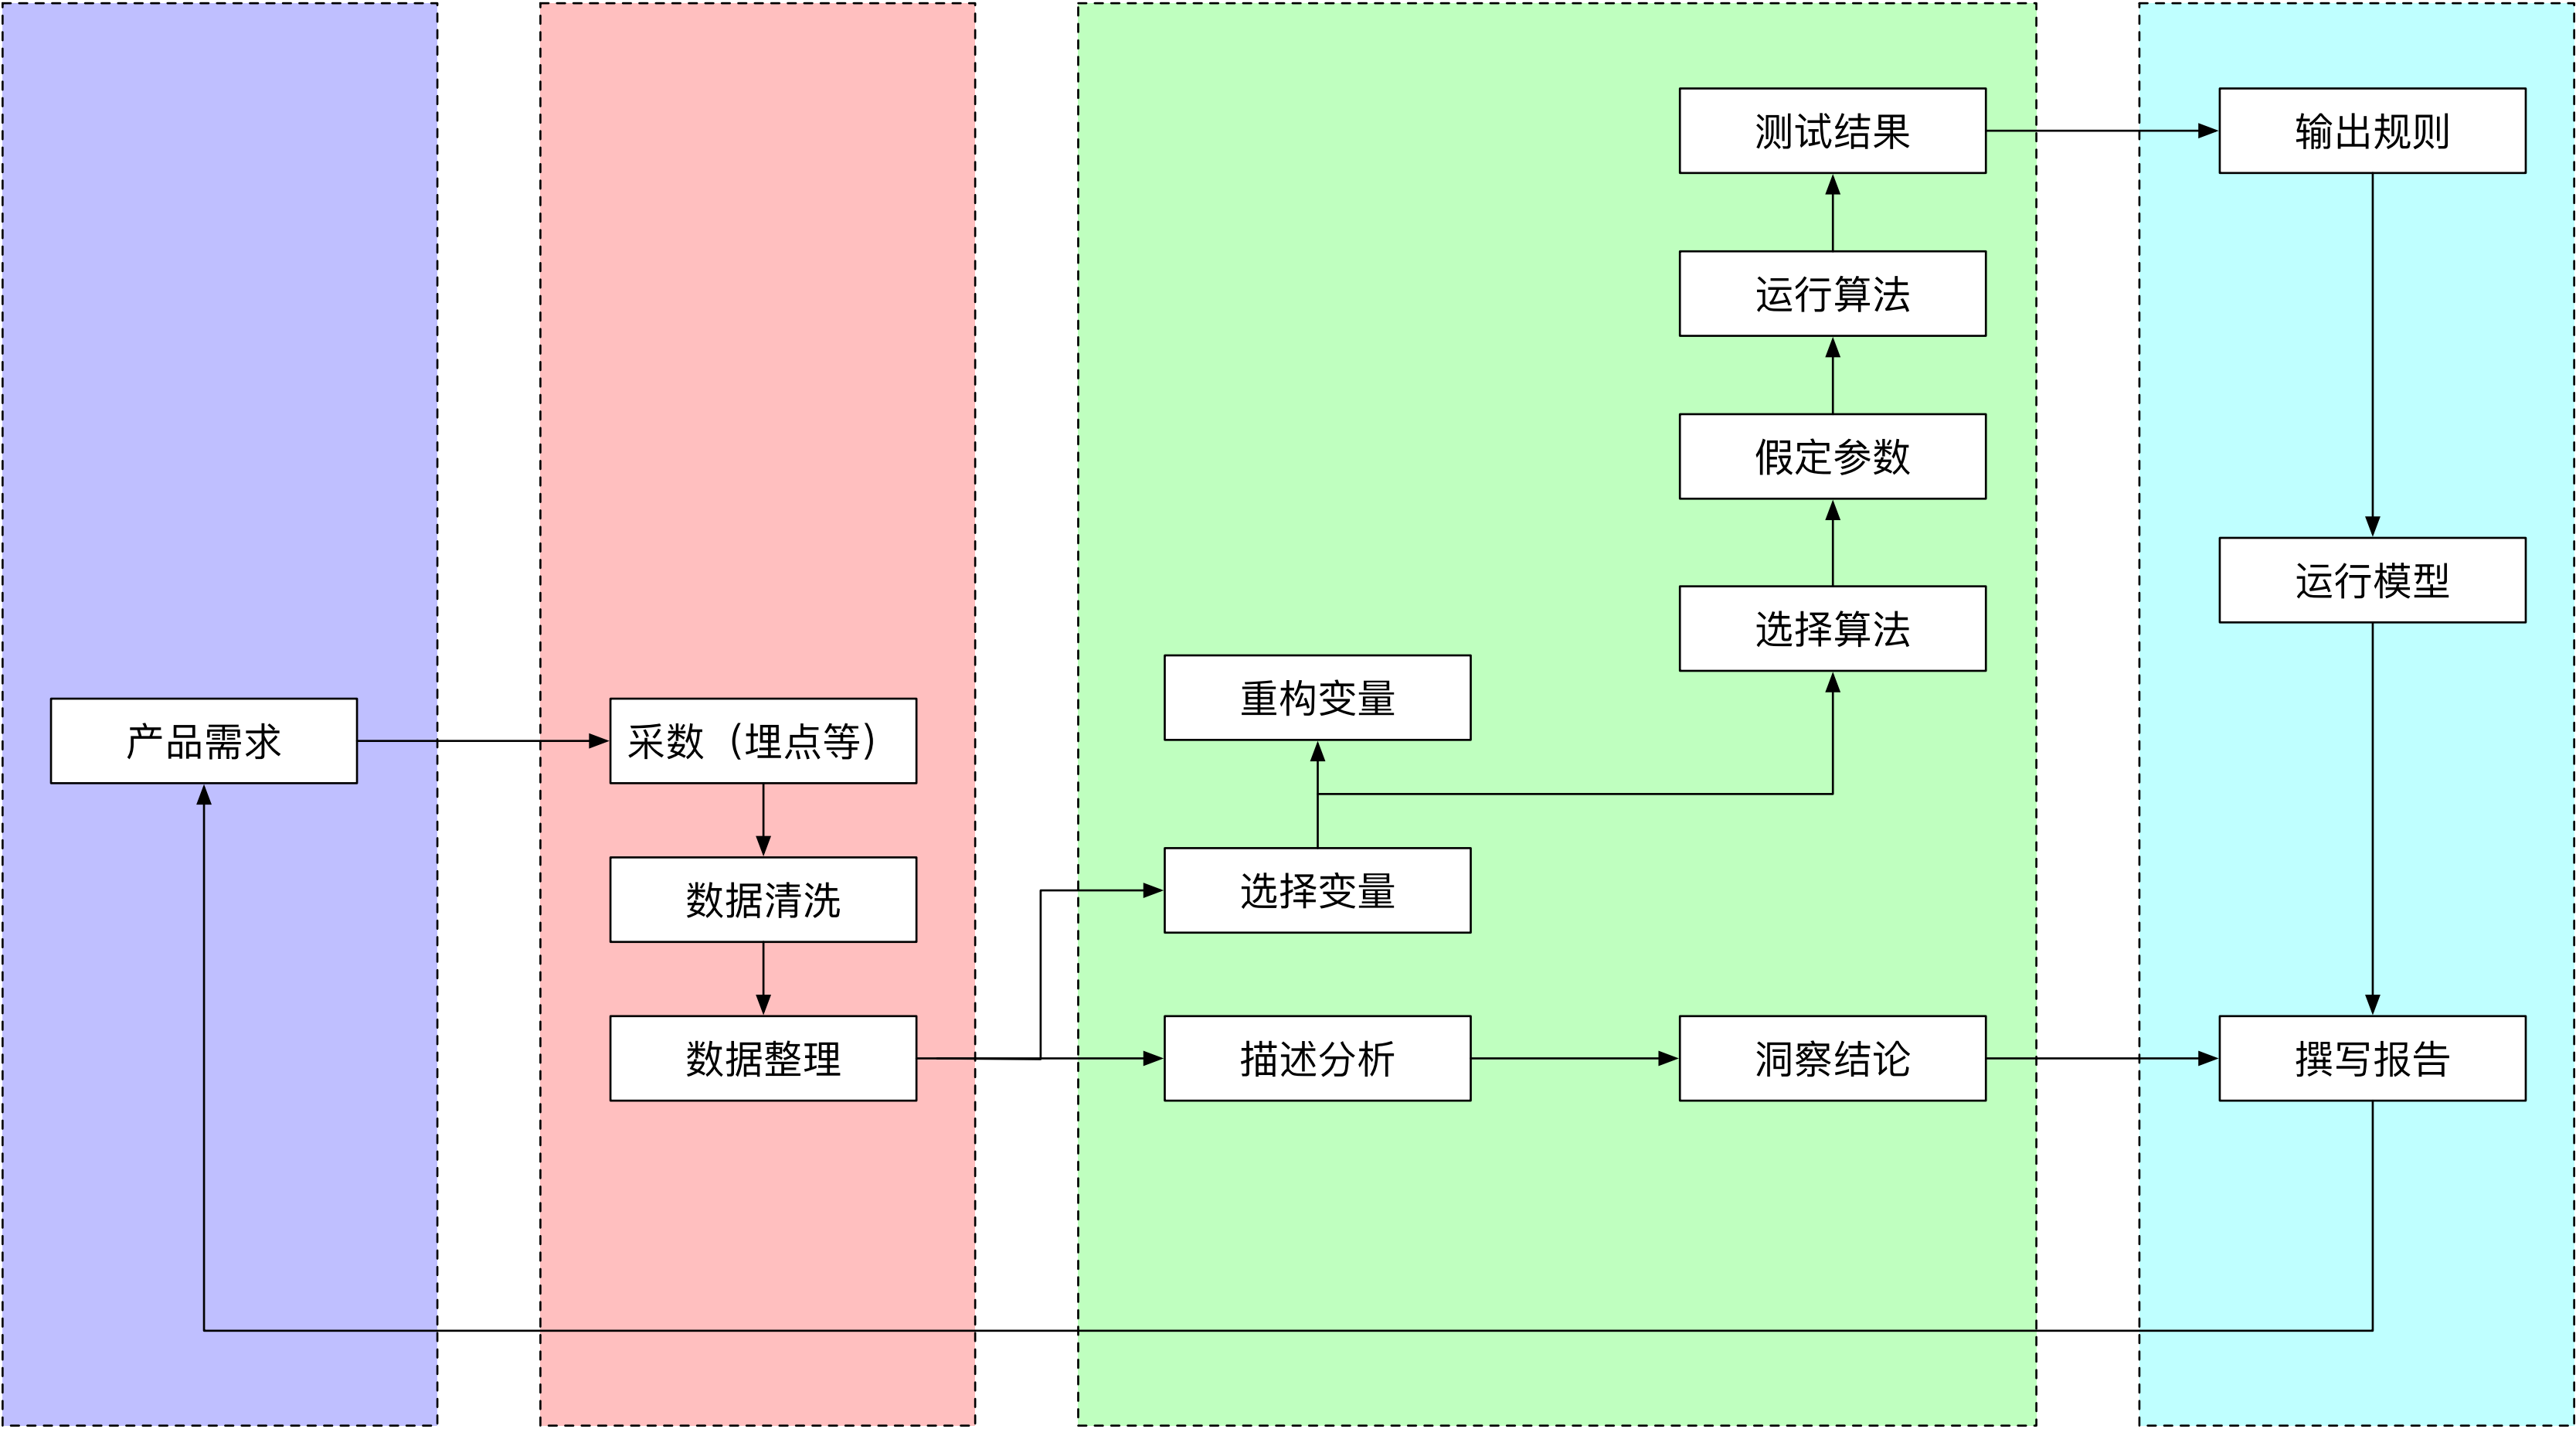 产品需求
采数（埋点等）
数据清洗
数据整理
重构变量
选择变量
描述分析
测试结果
运行算法
假定参数
选择算法
洞察结论
输出规则
运行模型
撰写报告